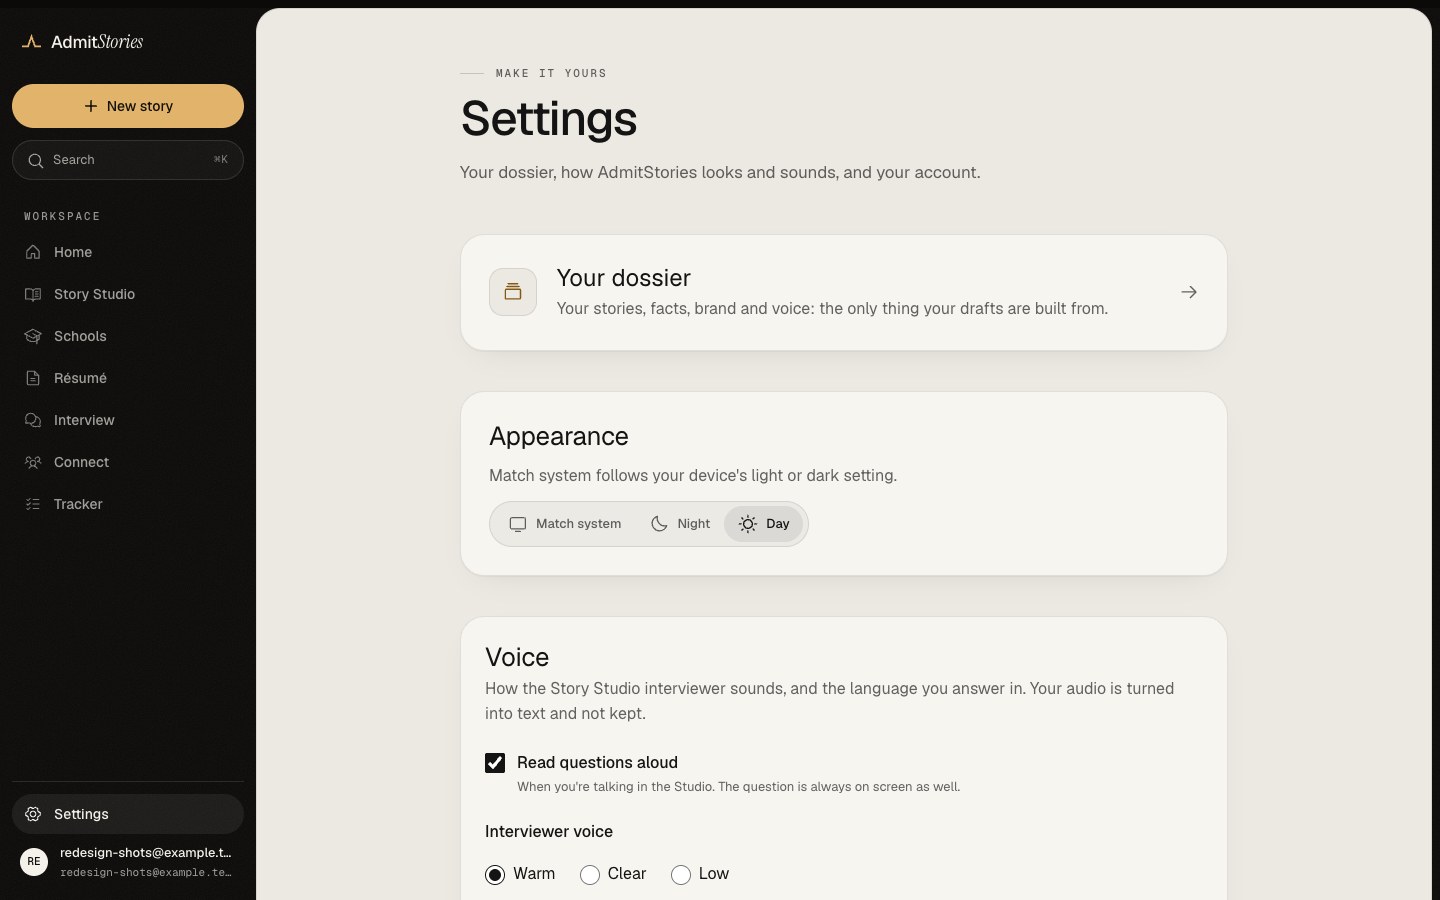 AdmitStories
New story
Search ⌘K
WORKSPACE
Home
Story Studio
Schools
Résumé
Interview
Connect
Tracker
Settings
RE
redesign-shots@example.t…
redesign-shots@example.te…
MAKE IT YOURS
Settings
Your dossier, how AdmitStories looks and sounds, and your account.
Your dossier
Your stories, facts, brand and voice: the only thing your drafts are built from.
Appearance
Match system follows your device's light or dark setting.
Match system Night Day
Voice
How the Story Studio interviewer sounds, and the language you answer in. Your audio is turned
into text and not kept.
Read questions aloud
When you're talking in the Studio. The question is always on screen as well.
Interviewer voice
Warm Clear Low